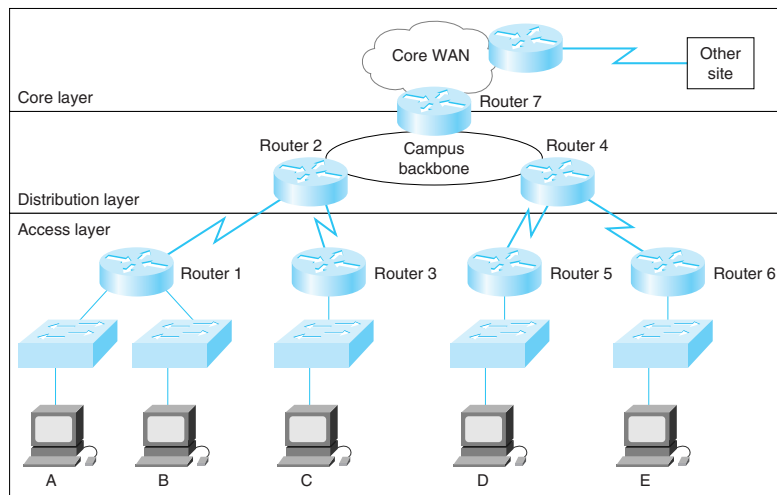 Core WAN
Other
site
Core layer
Router 7
Router 2
Campus
backbone
Router 4
Distribution layer
Access layer
Router 1
Router 3
Router 5
Router 6
A
B
C
D
E